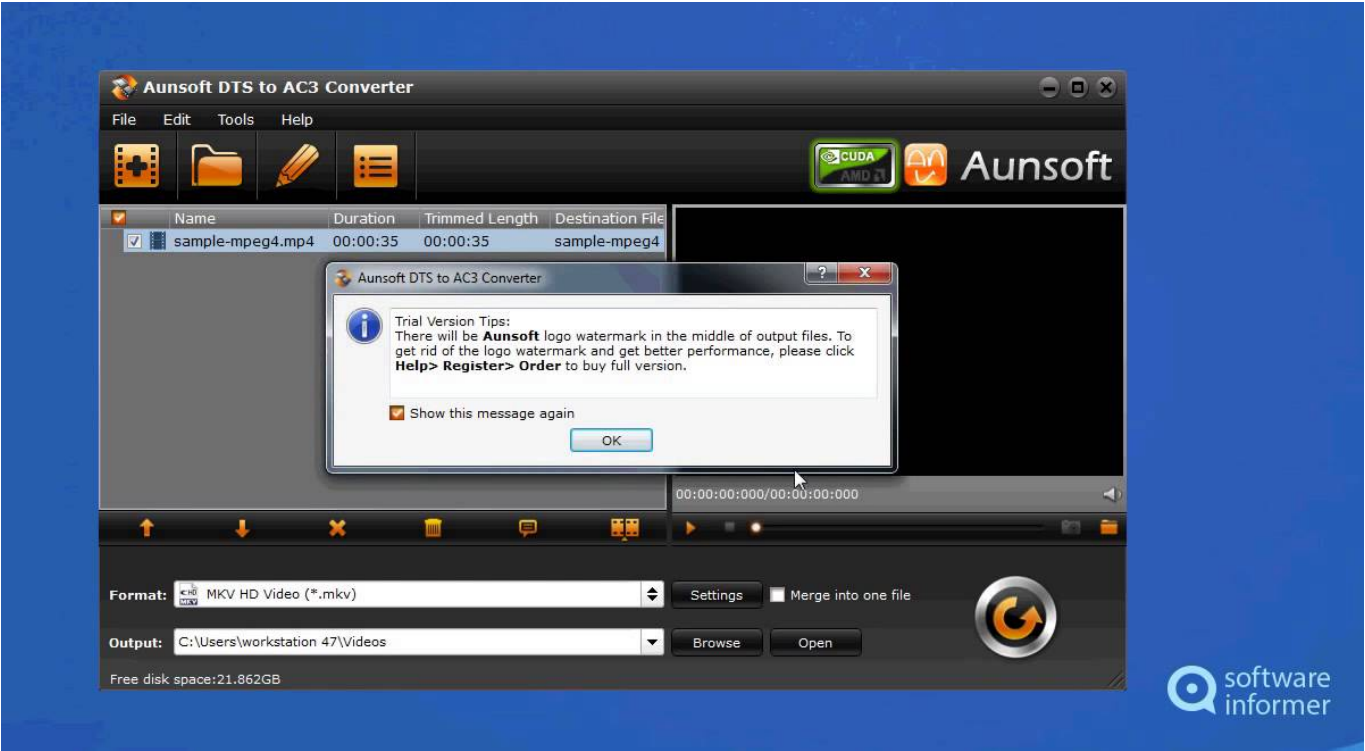 Aunsoft DTS to AC3 Converter
File Edit Tools Help
CUDA
AMD
Aunsoft
Name Duration Trimmed Length Destination File
sample-mpeg4.mp4 00:00:35 00:00:35 sample-mpeg4
Aunsoft DTS to AC3 Converter
Trial Version Tips:
There will be Aunsoft logo watermark in the middle of output files. To
get rid of the logo watermark and get better performance, please click
Help> Register> Order to buy full version.
Show this message again
OK
00:00:00:000/00:00:00:000
Format: MKV HD Video (*.mkv) Settings Merge into one file
Output: C:\Users\workstation 47\Videos Browse Open
Free disk space:21.862GB
software
informer